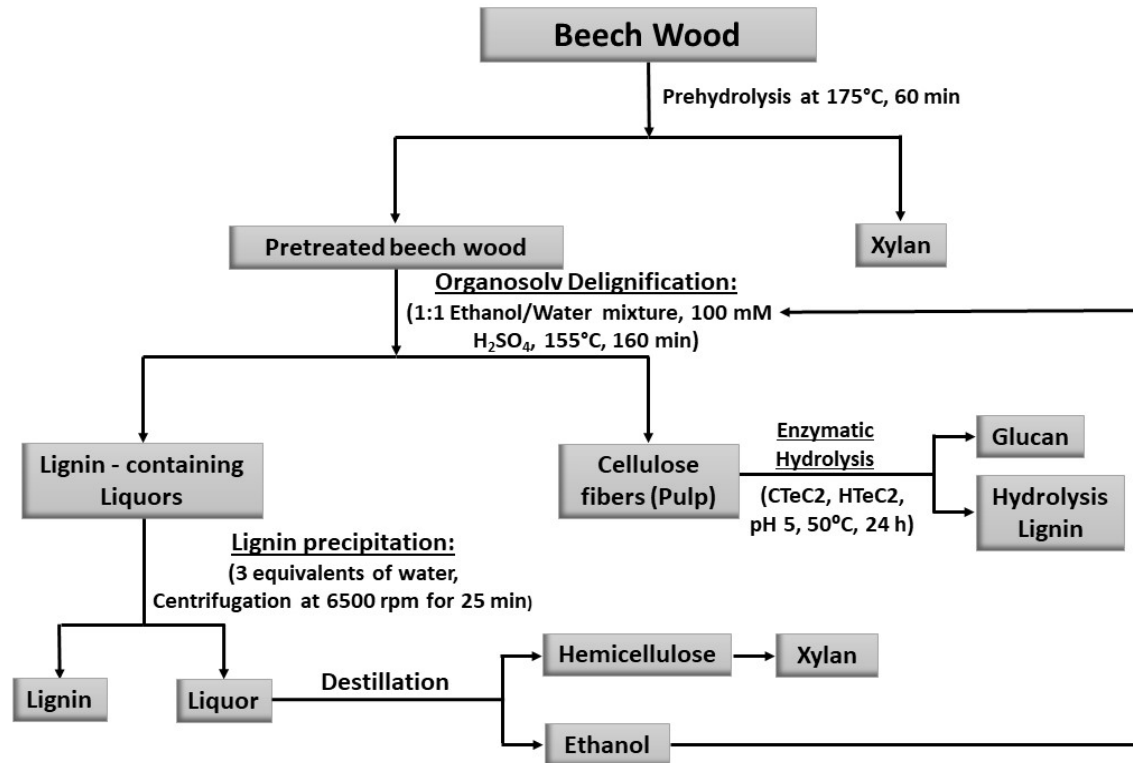 Beech Wood
Prehydrolysis at 175°C, 60 min
Pretreated beech wood
Xylan
Organosolv Delignification:
(1:1 Ethanol/Water mixture, 100 mM
H₂SO₄, 155°C, 160 min)
Lignin - containing
Liquors
Cellulose
fibers (Pulp)
Enzymatic
Hydrolysis
(CTeC2, HTeC2,
pH 5, 50⁰C, 24 h)
Glucan
Hydrolysis
Lignin
Lignin precipitation:
(3 equivalents of water,
Centrifugation at 6500 rpm for 25 min)
Lignin
Liquor
Destillation
Hemicellulose
Xylan
Ethanol